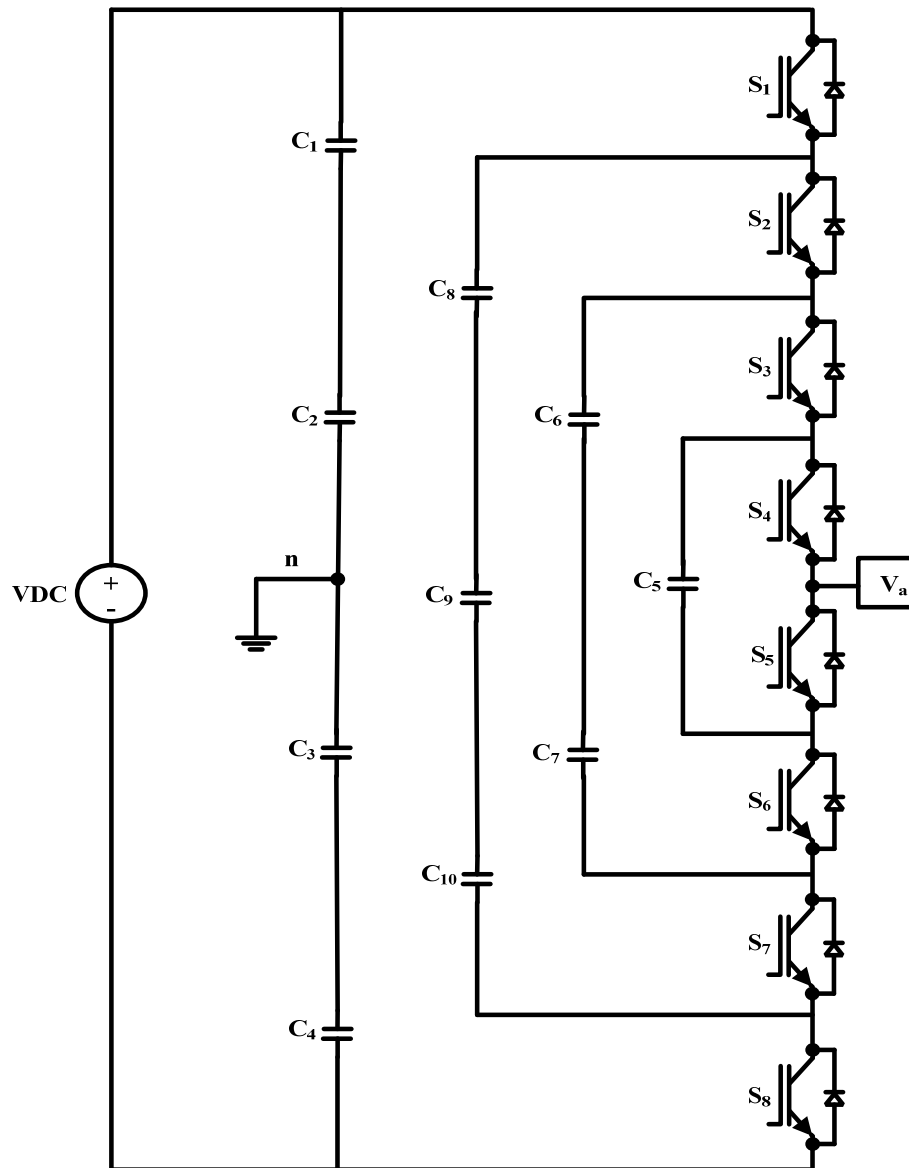 S₁
C₁
S₂
C₈
S₃
C₂
C₆
S₄
n
VDC
+
-
C₉
C₅
Vₐ
S₅
C₃
C₇
S₆
C₁₀
S₇
C₄
S₈